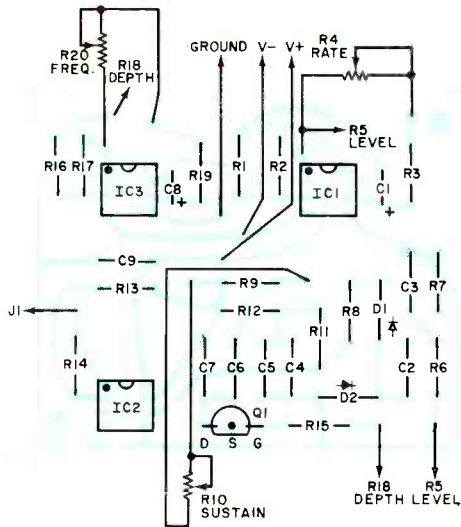 R20
FREQ.
R18
DEPTH
GROUND V- V+
R4
RATE
R5
LEVEL
R16 R17 IC3 C8 + R19 R1 R2 IC1 C1 + R3
C9
R13
R9
R12
J1
R11 R8 D1 C3 R7
R14
IC2
C7 C6 C5 C4
D2
C2 R6
Q1
D S G
R15
R10
SUSTAIN
R18
DEPTH
R5
LEVEL